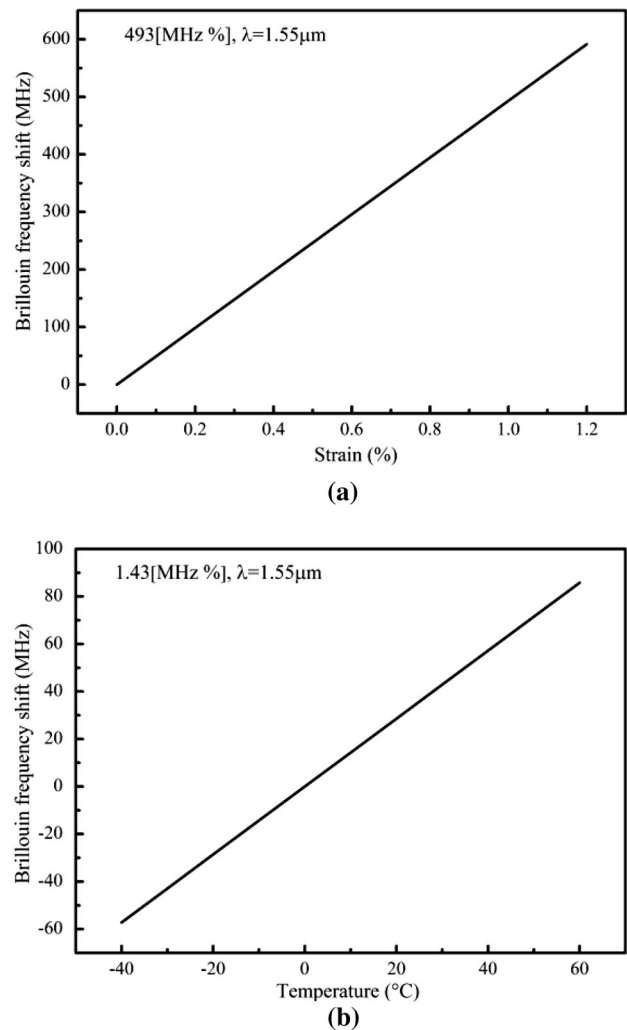 493[MHz %], λ=1.55μm
Brillouin frequency shift (MHz)
600
500
400
300
200
100
0
0.0 0.2 0.4 0.6 0.8 1.0 1.2
Strain (%)
(a)
1.43[MHz %], λ=1.55μm
Brillouin frequency shift (MHz)
100
80
60
40
20
0
-20
-40
-60
-40 -20 0 20 40 60
Temperature (°C)
(b)